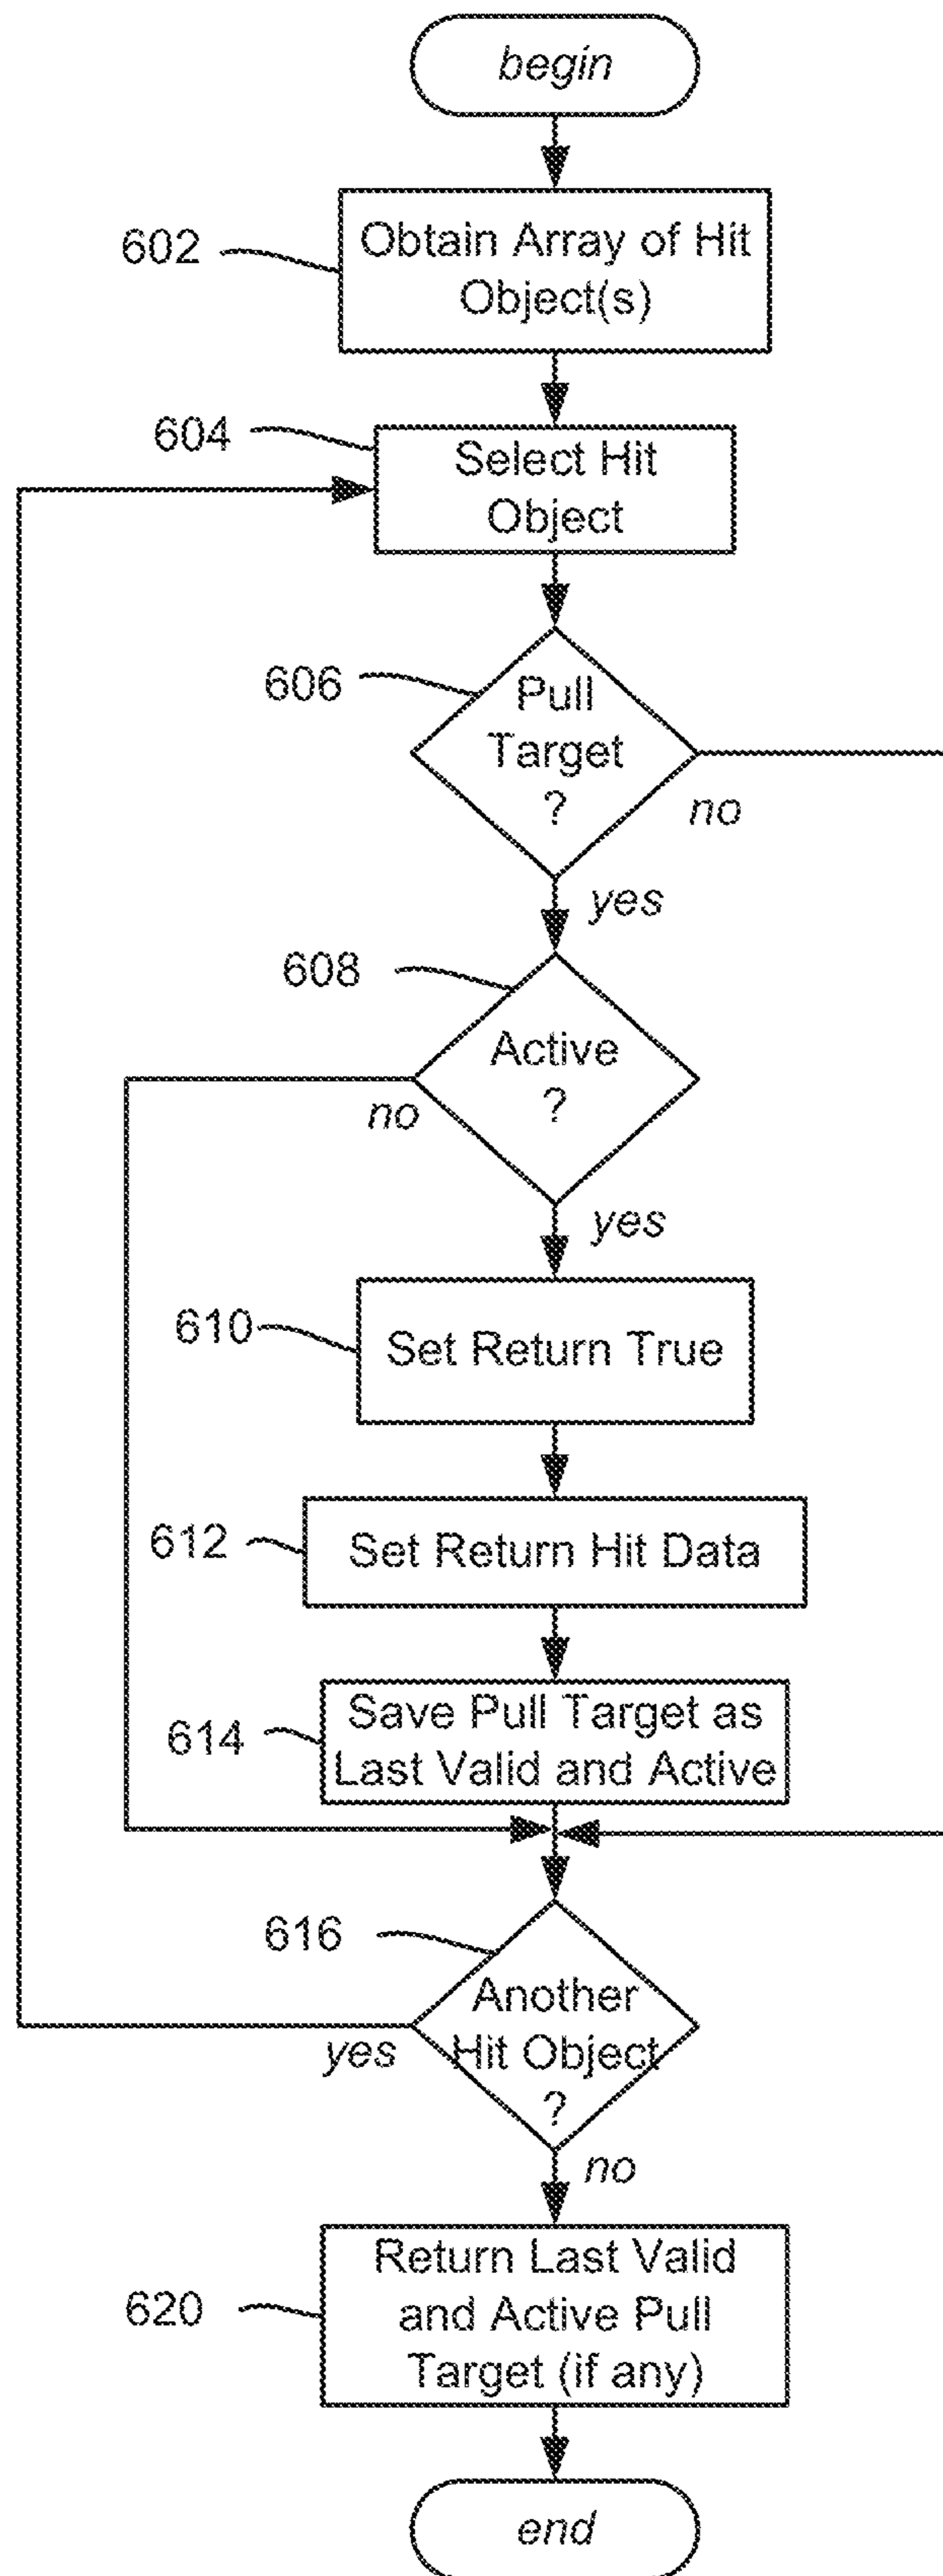 begin
602
Obtain Array of Hit
Object(s)
604
Select Hit
Object
606
Pull
Target
?
no
yes
608
Active
?
no
yes
610
Set Return True
612
Set Return Hit Data
614
Save Pull Target as
Last Valid and Active
616
Another
Hit Object
?
yes
no
620
Return Last Valid
and Active Pull
Target (if any)
end